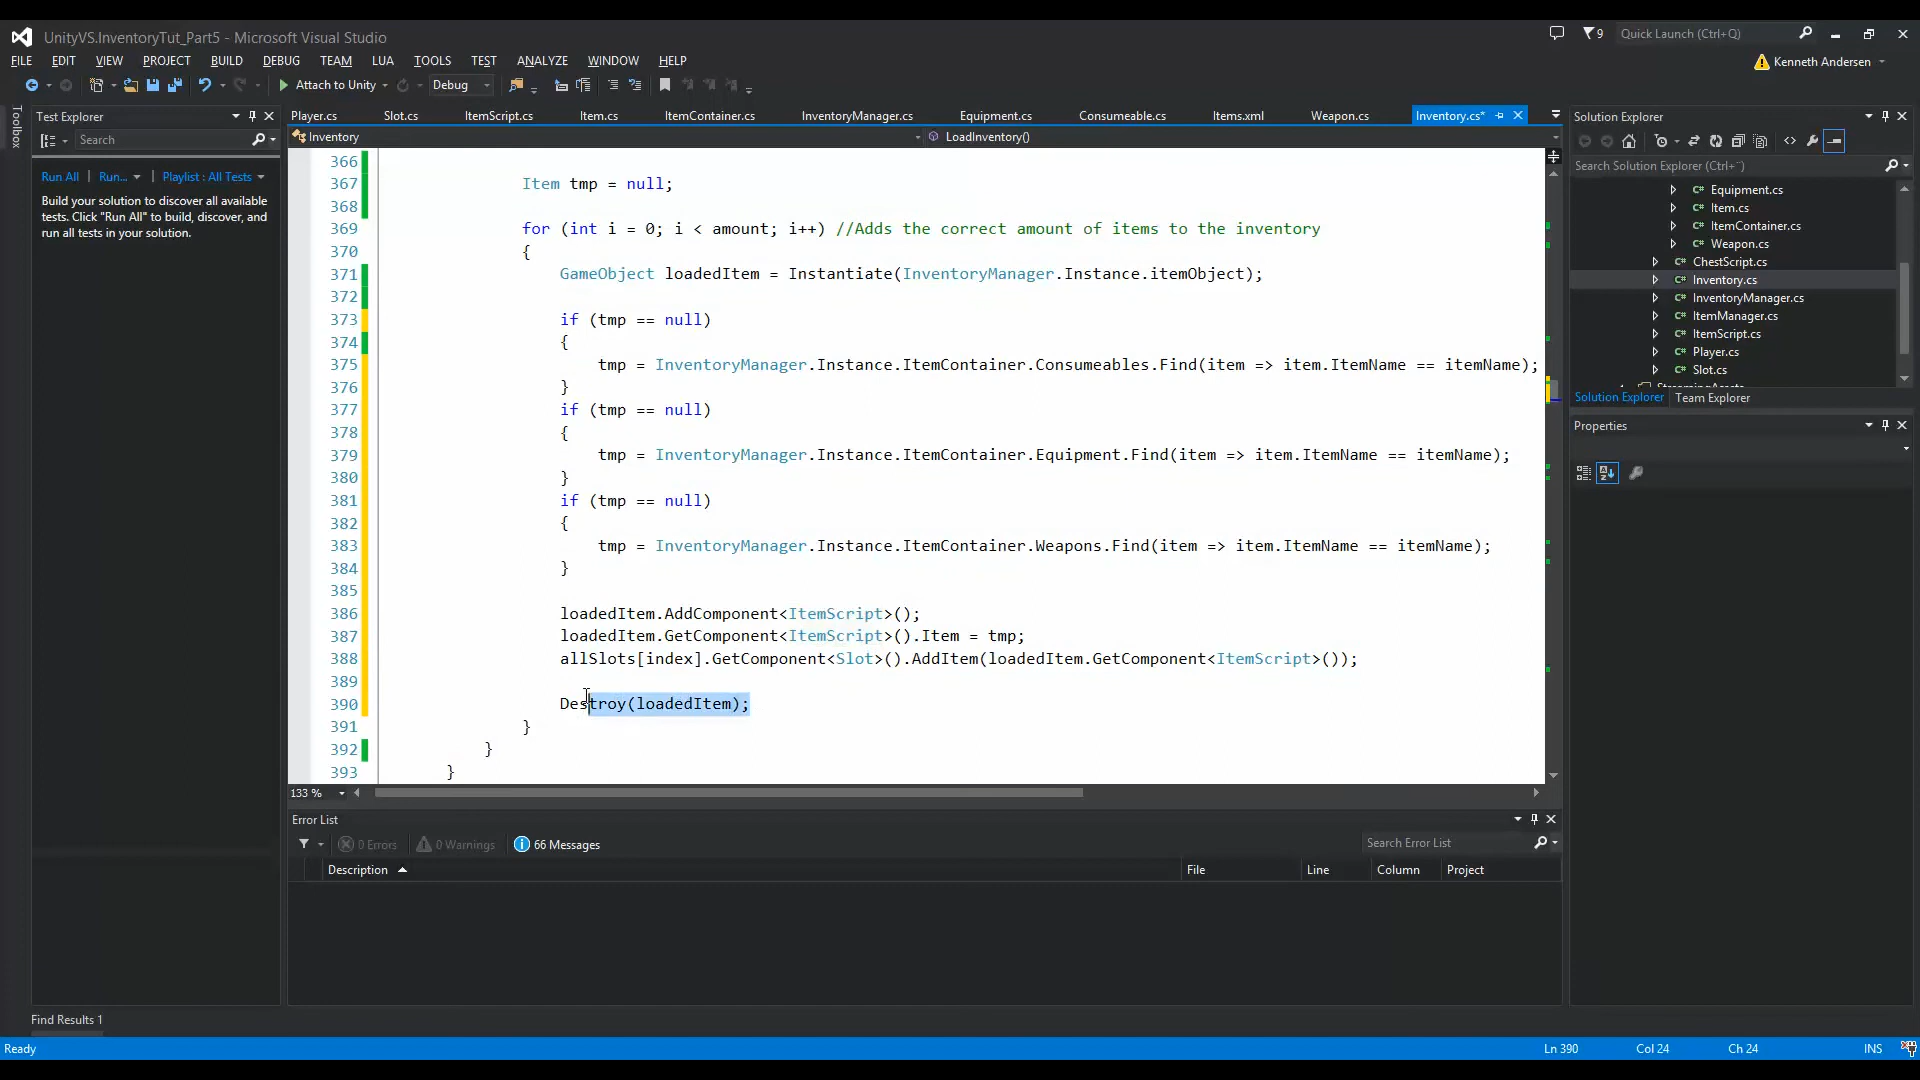 UnityVS.InventoryTut_Part5 - Microsoft Visual Studio
9
Quick Launch (Ctrl+Q)
FILE EDIT VIEW PROJECT BUILD DEBUG TEAM LUA TOOLS TEST ANALYZE WINDOW HELP
Kenneth Andersen
Attach to Unity
Debug
Toolbox
Test Explorer
Search
Run All | Run... | Playlist : All Tests
Build your solution to discover all available
tests. Click "Run All" to build, discover, and
run all tests in your solution.
Player.cs Slot.cs ItemScript.cs Item.cs ItemContainer.cs InventoryManager.cs Equipment.cs Consumeable.cs Items.xml Weapon.cs Inventory.cs*
Inventory
LoadInventory()
366
367 Item tmp = null;
368
369 for (int i = 0; i < amount; i++) //Adds the correct amount of items to the inventory
370 {
371 GameObject loadedItem = Instantiate(InventoryManager.Instance.itemObject);
372
373 if (tmp == null)
374 {
375 tmp = InventoryManager.Instance.ItemContainer.Consumeables.Find(item => item.ItemName == itemName);
376 }
377 if (tmp == null)
378 {
379 tmp = InventoryManager.Instance.ItemContainer.Equipment.Find(item => item.ItemName == itemName);
380 }
381 if (tmp == null)
382 {
383 tmp = InventoryManager.Instance.ItemContainer.Weapons.Find(item => item.ItemName == itemName);
384 }
385
386 loadedItem.AddComponent<ItemScript>();
387 loadedItem.GetComponent<ItemScript>().Item = tmp;
388 allSlots[index].GetComponent<Slot>().AddItem(loadedItem.GetComponent<ItemScript>());
389
390 Destroy(loadedItem);
391 }
392 }
393 }
133 %
Solution Explorer
Search Solution Explorer (Ctrl+¨)
C# Equipment.cs
C# Item.cs
C# ItemContainer.cs
C# Weapon.cs
C# ChestScript.cs
C# Inventory.cs
C# InventoryManager.cs
C# ItemManager.cs
C# ItemScript.cs
C# Player.cs
C# Slot.cs
StreamingAssets
Solution Explorer Team Explorer
Properties
Error List
0 Errors 0 Warnings 66 Messages
Search Error List
Description File Line Column Project
Find Results 1
Ready Ln 390 Col 24 Ch 24 INS